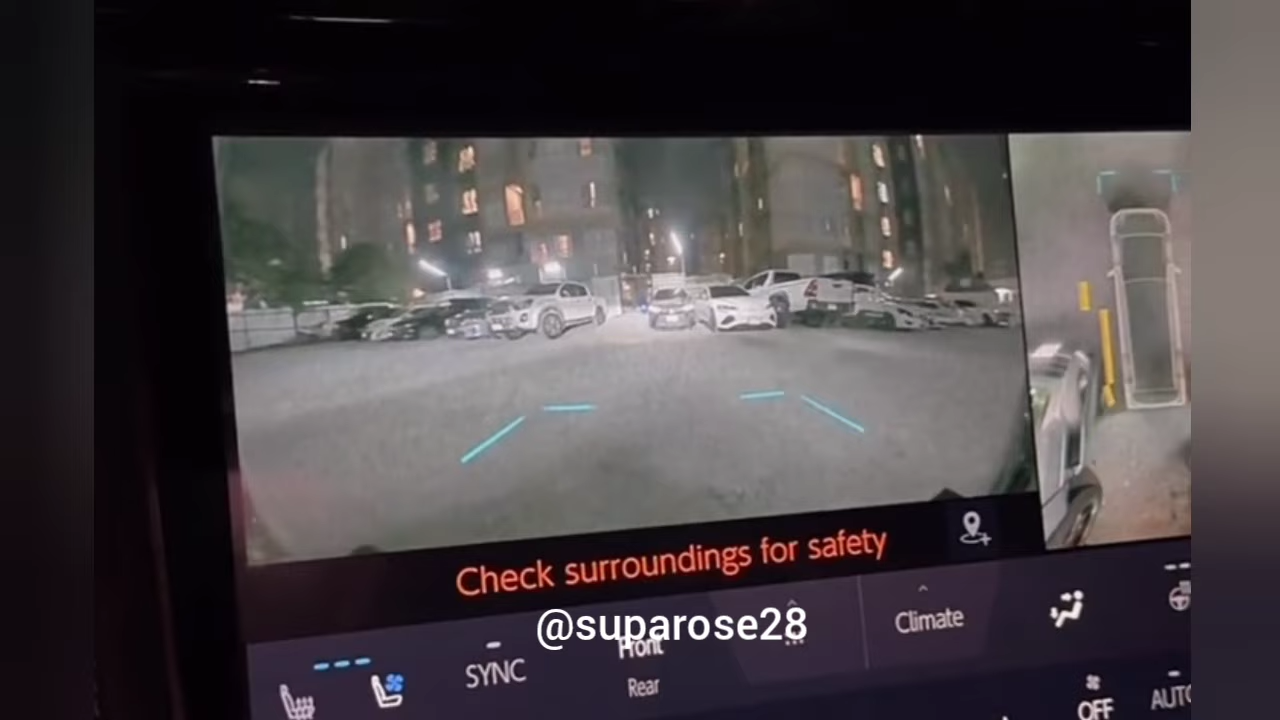 Check surroundings for safety
@suparose28
Front
Climate
SYNC
Rear
OFF
AUTO